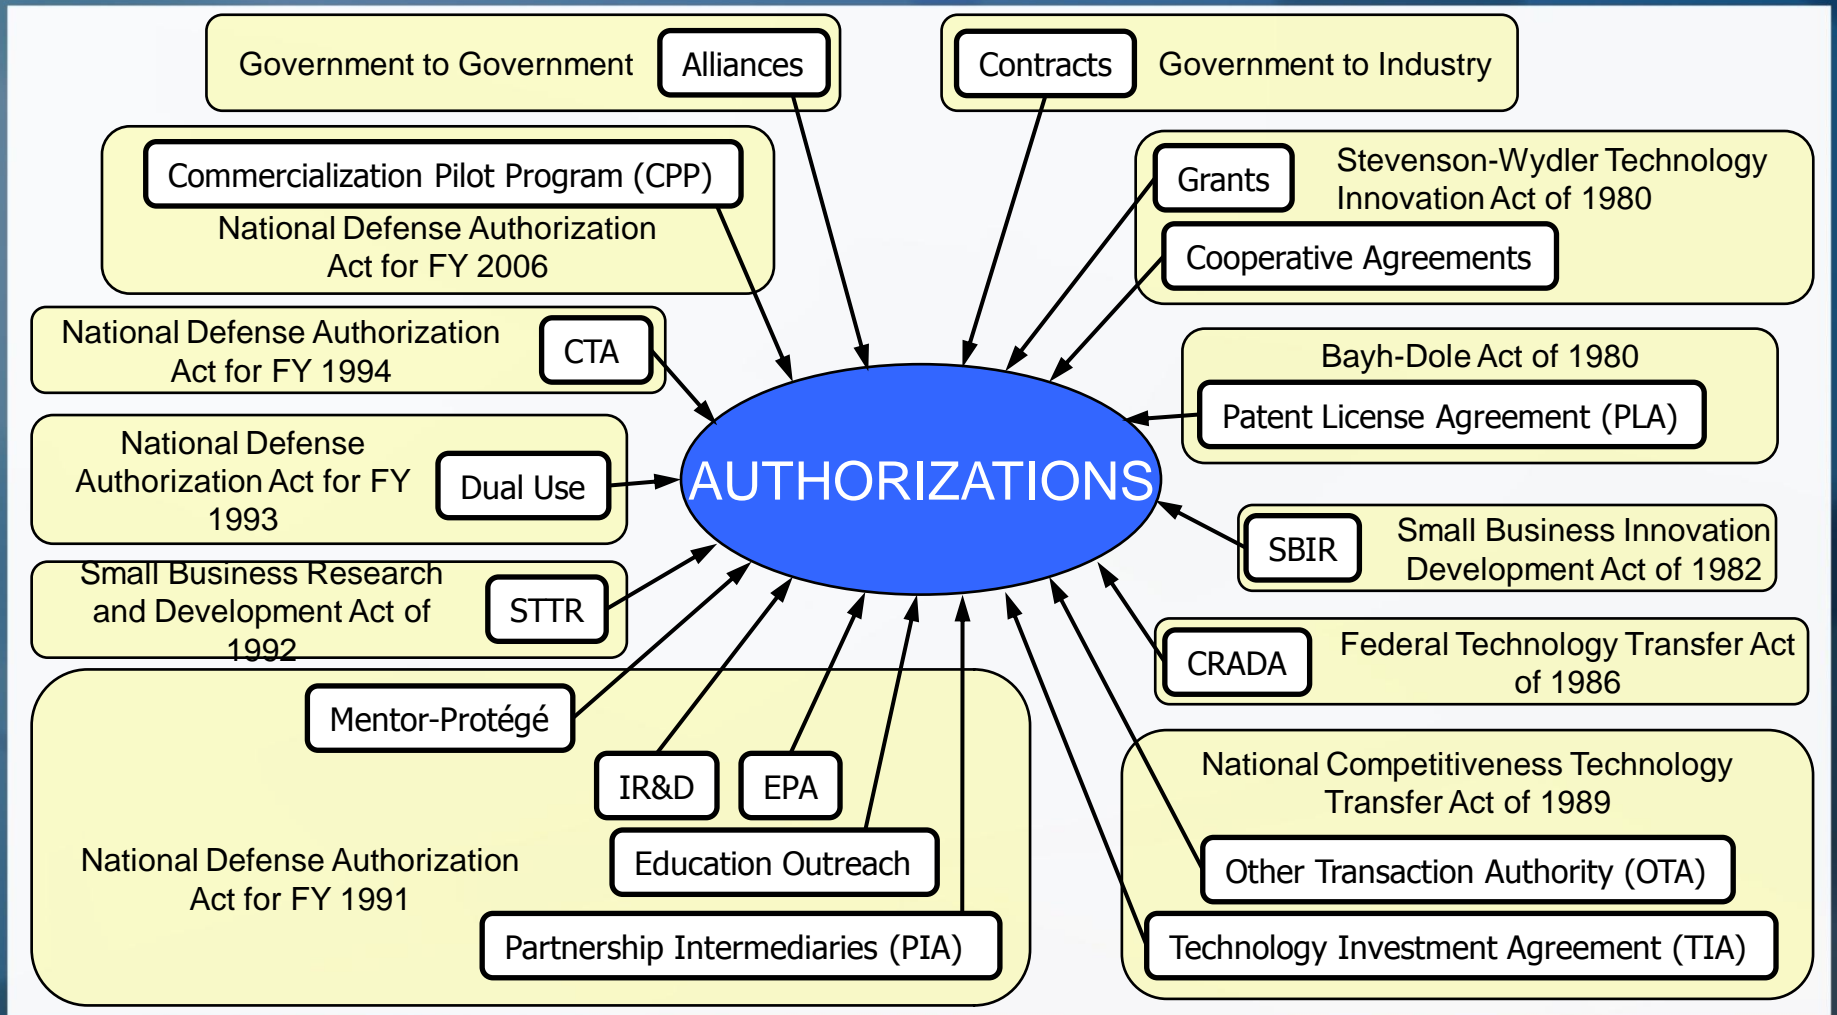 Government to Government
Alliances
Contracts
Government to Industry
Commercialization Pilot Program (CPP)
National Defense Authorization
Act for FY 2006
Grants
Stevenson-Wydler Technology
Innovation Act of 1980
Cooperative Agreements
National Defense Authorization
Act for FY 1994
CTA
Bayh-Dole Act of 1980
Patent License Agreement (PLA)
National Defense
Authorization Act for FY
1993
Dual Use
AUTHORIZATIONS
SBIR
Small Business Innovation
Development Act of 1982
Small Business Research
and Development Act of
1992
STTR
CRADA
Federal Technology Transfer Act
of 1986
Mentor-Protégé
IR&D
EPA
Education Outreach
National Defense Authorization
Act for FY 1991
Partnership Intermediaries (PIA)
National Competitiveness Technology
Transfer Act of 1989
Other Transaction Authority (OTA)
Technology Investment Agreement (TIA)